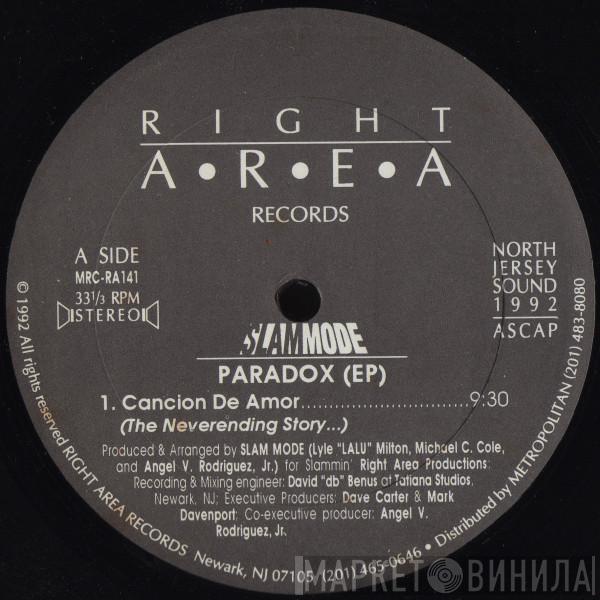 RIGHT
A•R•E•A
RECORDS
A SIDE
MRC-RA141
33 1/3 RPM
STEREO
NORTH
JERSEY
SOUND
1992
ASCAP
SLAMMODE
PARADOX (EP)
1. Cancion De Amor..............................9:30
(The Neverending Story...)
Produced & Arranged by SLAM MODE (Lyle "LALU" Milton, Michael C. Cole,
and Angel V. Rodriguez, Jr.) for Slammin' Right Area Productions;
Recording & Mixing engineer: David "db" Benus at Tatiana Studios,
Newark, NJ; Executive Producers: Dave Carter & Mark
Davenport; Co-executive producer: Angel V.
Rodriguez, Jr.
© 1992 All rights reserved RIGHT AREA RECORDS Newark, NJ 07105, (201) 465-0646 • Distributed by METROPOLITAN (201) 483-8080
МАРКЕТ ВИНИЛА